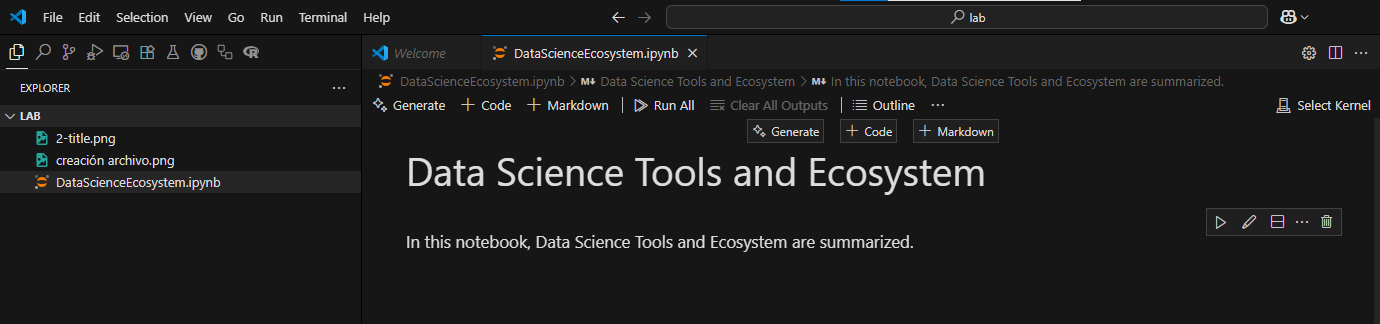 File Edit Selection View Go Run Terminal Help
lab
EXPLORER
LAB
2-title.png
creación archivo.png
DataScienceEcosystem.ipynb
Welcome
DataScienceEcosystem.ipynb
DataScienceEcosystem.ipynb > M↓ Data Science Tools and Ecosystem > M↓ In this notebook, Data Science Tools and Ecosystem are summarized.
Generate + Code + Markdown Run All Clear All Outputs Outline ... Select Kernel
Generate + Code + Markdown
Data Science Tools and Ecosystem
In this notebook, Data Science Tools and Ecosystem are summarized.